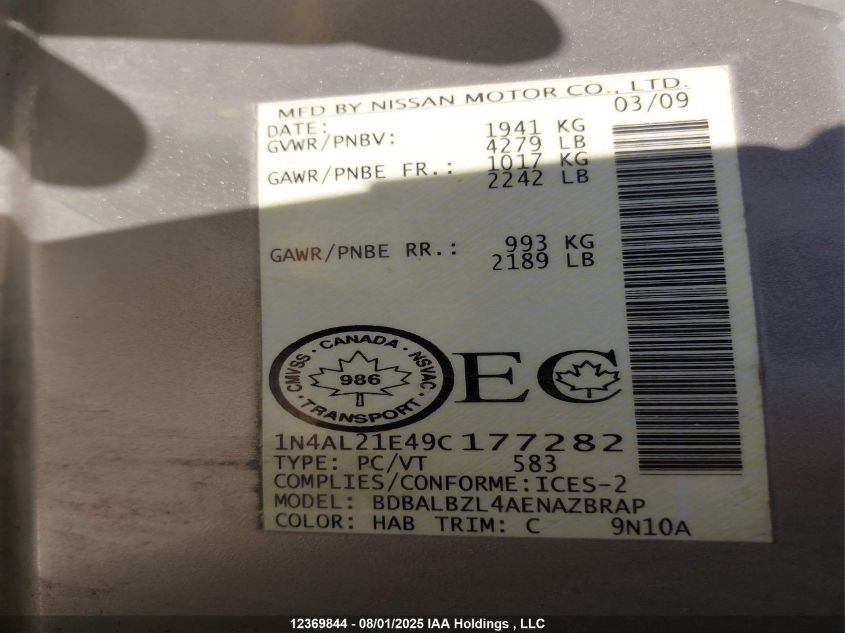 MFD BY NISSAN MOTOR CO., LTD.
DATE: 03/09
GVWR/PNBV: 1941 KG
4279 LB
GAWR/PNBE FR.: 1017 KG
2242 LB
GAWR/PNBE RR.: 993 KG
2189 LB
CMVSS · CANADA · NSVAC
986
· TRANSPORT ·
EC
1N4AL21E49C177282
TYPE: PC/VT 583
COMPLIES/CONFORME:ICES-2
MODEL: BDBALBZL4AENAZBRAP
COLOR: HAB TRIM: C 9N10A
12369844 - 08/01/2025 IAA Holdings , LLC